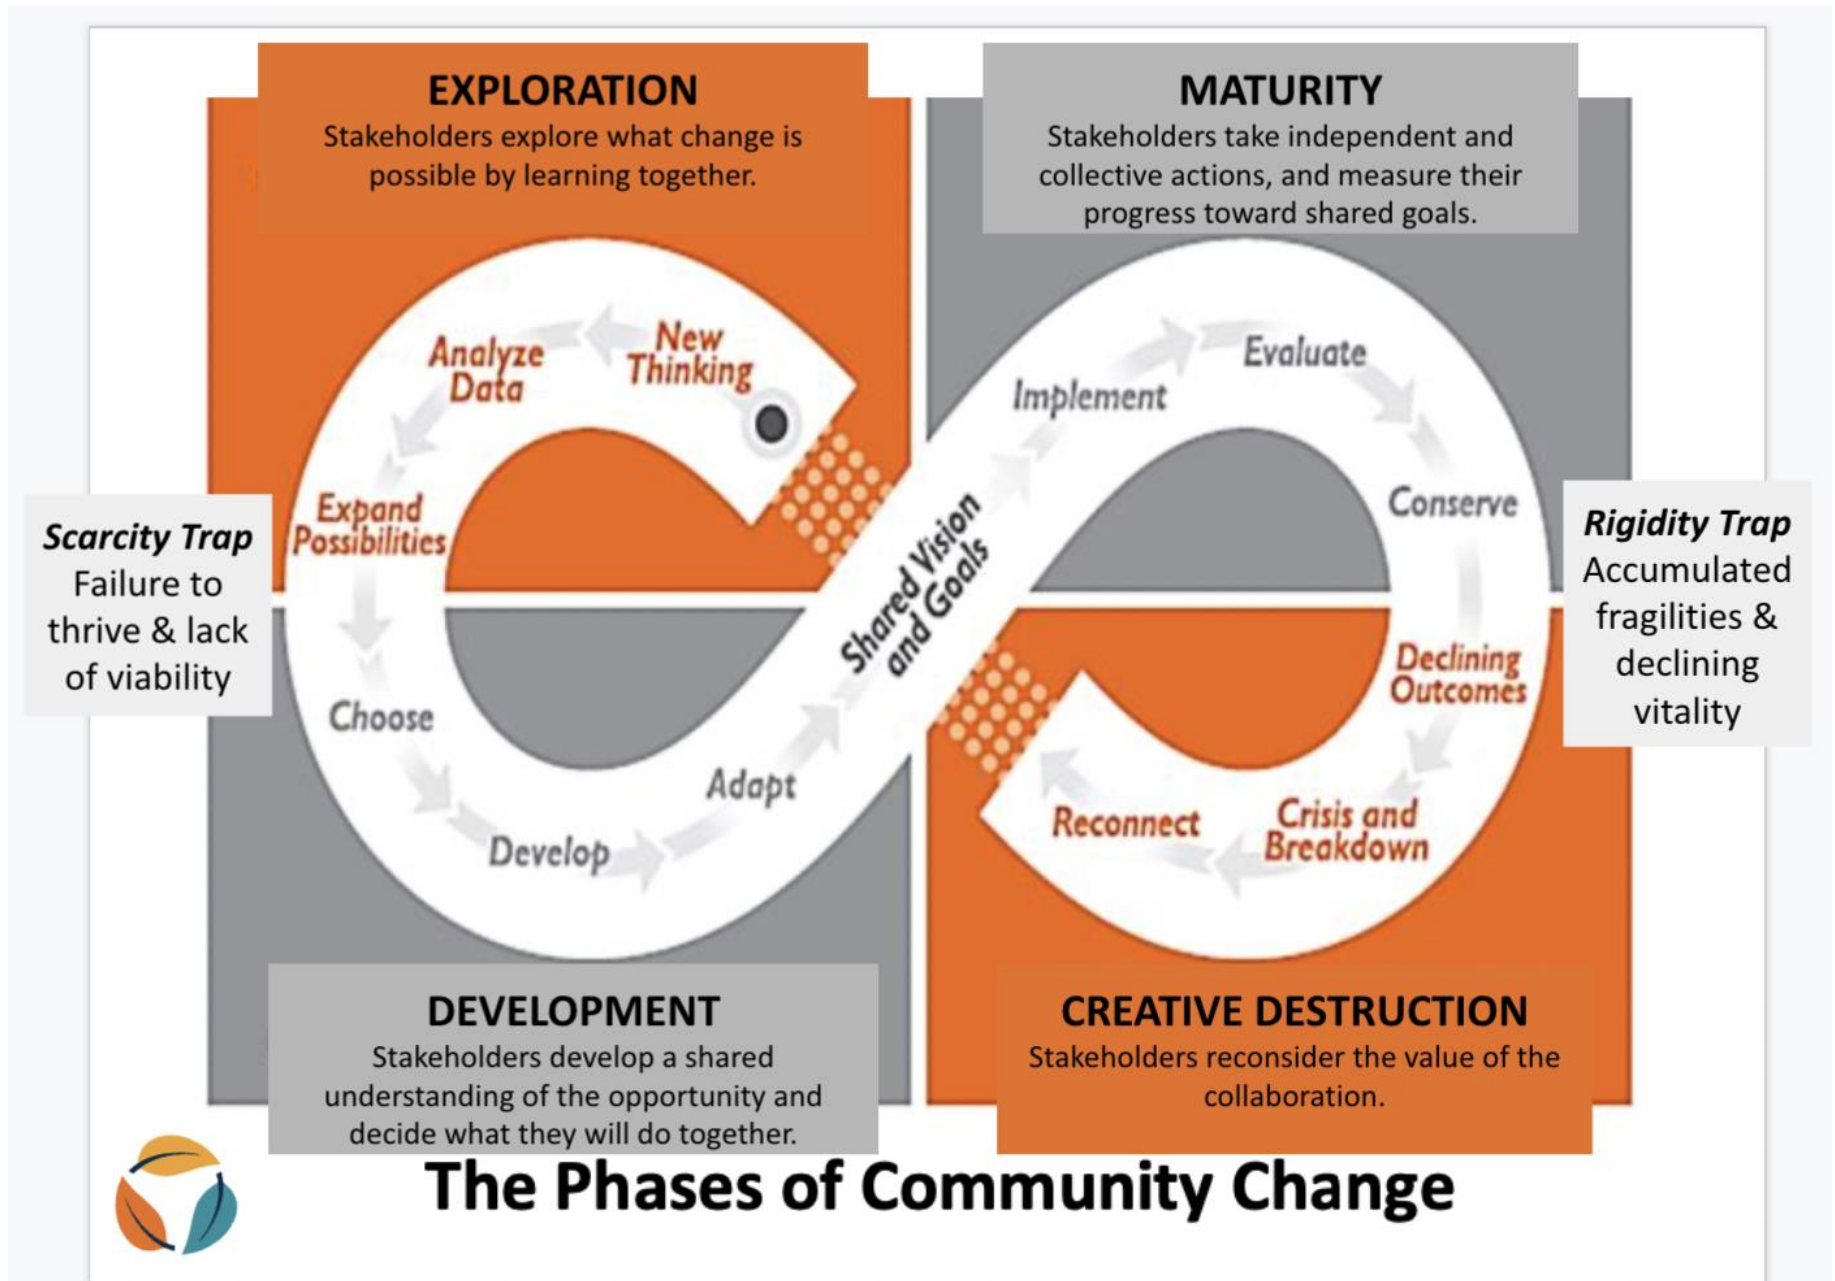 EXPLORATION
Stakeholders explore what change is
possible by learning together.
MATURITY
Stakeholders take independent and
collective actions, and measure their
progress toward shared goals.
New
Thinking
Analyze
Data
Expand
Possibilities
Choose
Develop
Adapt
Shared Vision
and Goals
Implement
Evaluate
Conserve
Declining
Outcomes
Crisis and
Breakdown
Reconnect
Scarcity Trap
Failure to
thrive & lack
of viability
Rigidity Trap
Accumulated
fragilities &
declining
vitality
DEVELOPMENT
Stakeholders develop a shared
understanding of the opportunity and
decide what they will do together.
CREATIVE DESTRUCTION
Stakeholders reconsider the value of the
collaboration.
The Phases of Community Change